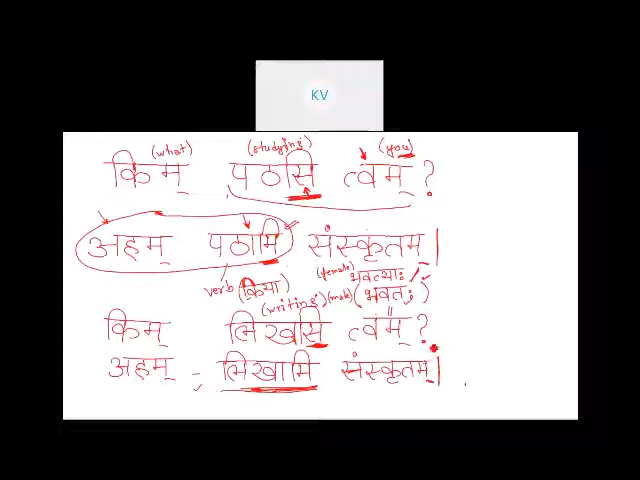 KV
(what) (studying) (you)
किम् पठसि त्वम् ?
अहम् पठामि संस्कृतम् |
verb (क्रिया) (female) भवत्याः
(writing) (male) (भवतः)
किम् लिखसि त्वम् ?
अहम् लिखामि संस्कृतम् |